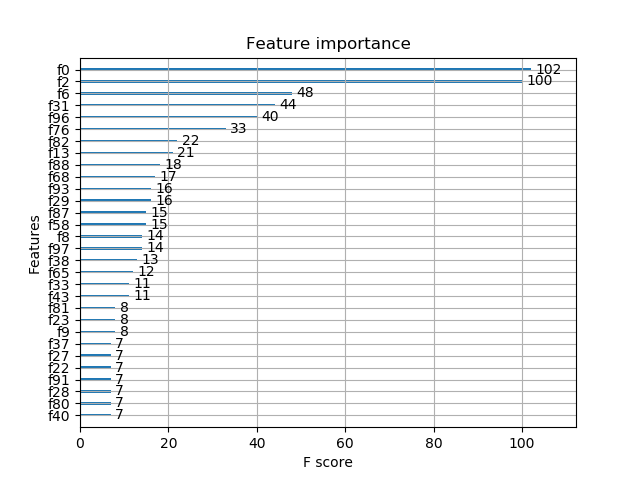 Feature importance
f0 102
f2 100
f6 48
f31 44
f96 40
f76 33
f82 22
f13 21
f88 18
f68 17
f93 16
f29 16
f87 15
f58 15
f8 14
f97 14
f38 13
f65 12
f33 11
f43 11
f81 8
f23 8
f9 8
f37 7
f27 7
f22 7
f91 7
f28 7
f80 7
f40 7
Features
0 20 40 60 80 100
F score